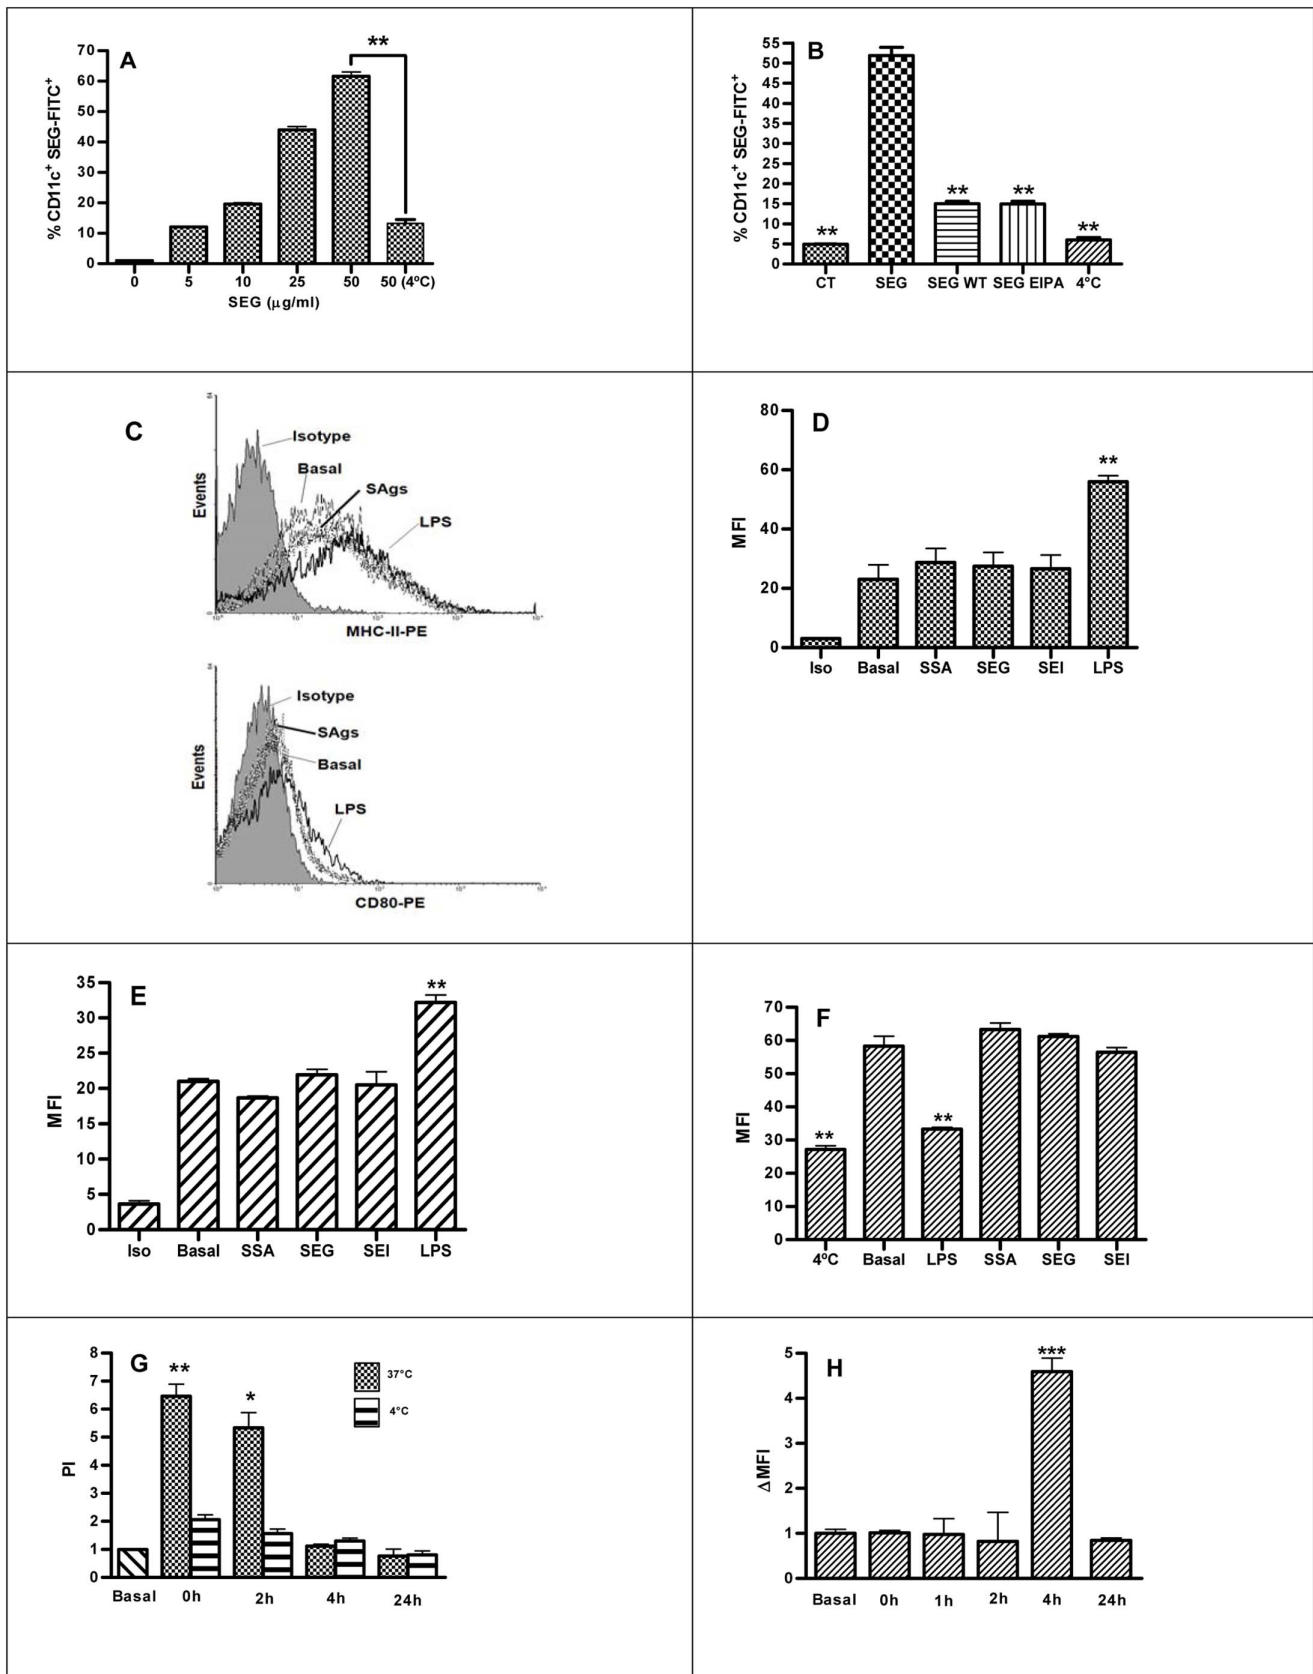 A
% CD11c⁺ SEG-FITC⁺
70
60
50
40
30
20
10
0
**
0 5 10 25 50 50 (4ºC)
SEG (μg/ml)
B
% CD11c⁺ SEG-FITC⁺
55
50
45
40
35
30
25
20
15
10
5
0
** ** ** **
CT SEG SEG WT SEG EIPA 4ºC
C
Events
Isotype
Basal
SAgs
LPS
MHC-II-PE
Events
Isotype
SAgs
Basal
LPS
CD80-PE
D
MFI
80
60
40
20
0
**
Iso Basal SSA SEG SEI LPS
E
MFI
35
30
25
20
15
10
5
0
**
Iso Basal SSA SEG SEI LPS
F
MFI
70
60
50
40
30
20
10
0
** **
4ºC Basal LPS SSA SEG SEI
G
PI
8
7
6
5
4
3
2
1
0
** *
37°C
4°C
Basal 0h 2h 4h 24h
H
ΔMFI
5
4
3
2
1
0
***
Basal 0h 1h 2h 4h 24h